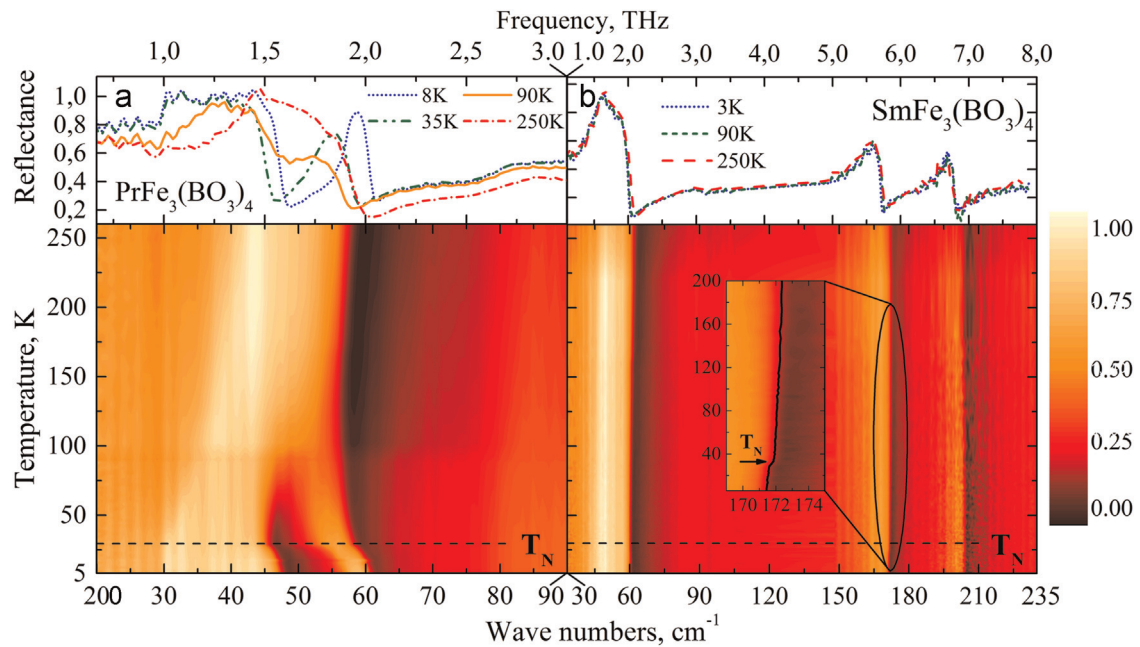 Frequency, THz
1,0 1,5 2,0 2,5 3,0 1.0 2,0 3,0 4,0 5,0 5,8 6,7 8,0
a
8K 90K
35K 250K
PrFe3(BO3)4
b
3K
90K
250K
SmFe3(BO3)4
Reflectance
1,0
0,8
0,6
0,4
0,2
Temperature, K
250
200
150
100
50
5
TN
200
160
120
80
40
TN
170 172 174
TN
1.00
0.75
0.50
0.25
0.00
200 30 40 50 60 70 80 90 30 60 90 120 150 180 210 235
Wave numbers, cm-1